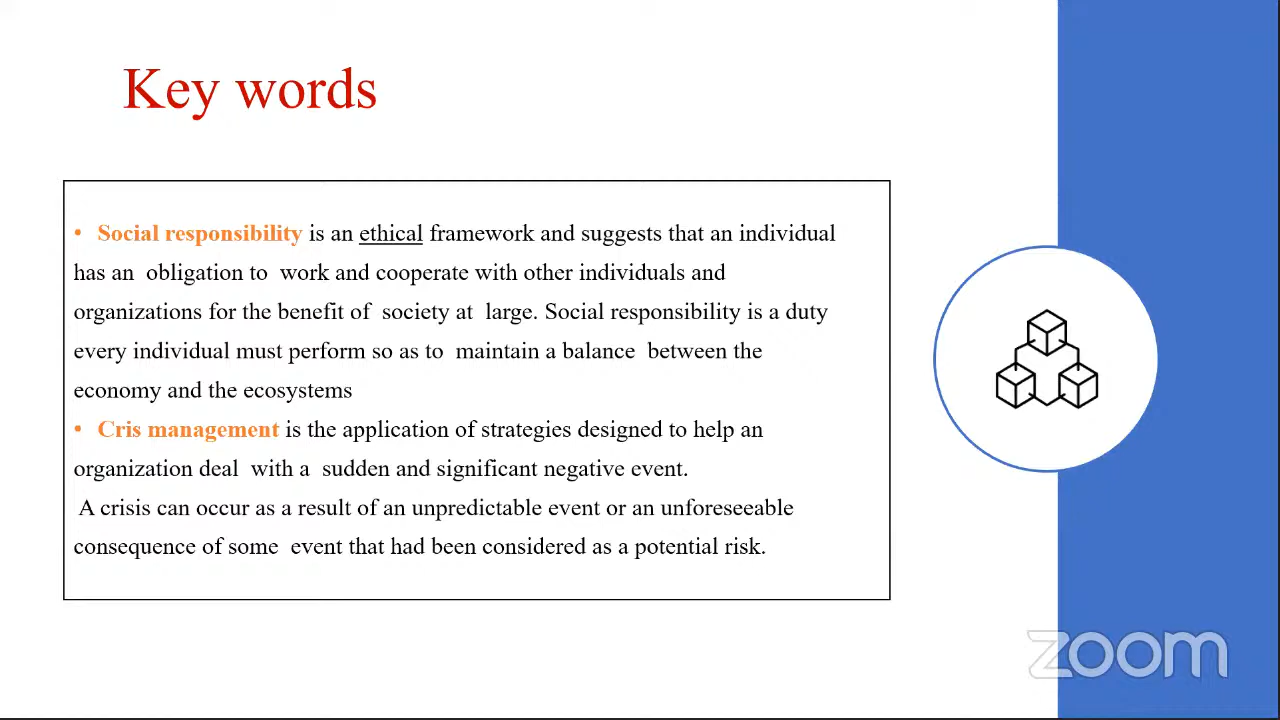 Key words
• Social responsibility is an ethical framework and suggests that an individual
has an obligation to work and cooperate with other individuals and
organizations for the benefit of society at large. Social responsibility is a duty
every individual must perform so as to maintain a balance between the
economy and the ecosystems
• Cris management is the application of strategies designed to help an
organization deal with a sudden and significant negative event.
A crisis can occur as a result of an unpredictable event or an unforeseeable
consequence of some event that had been considered as a potential risk.
zoom